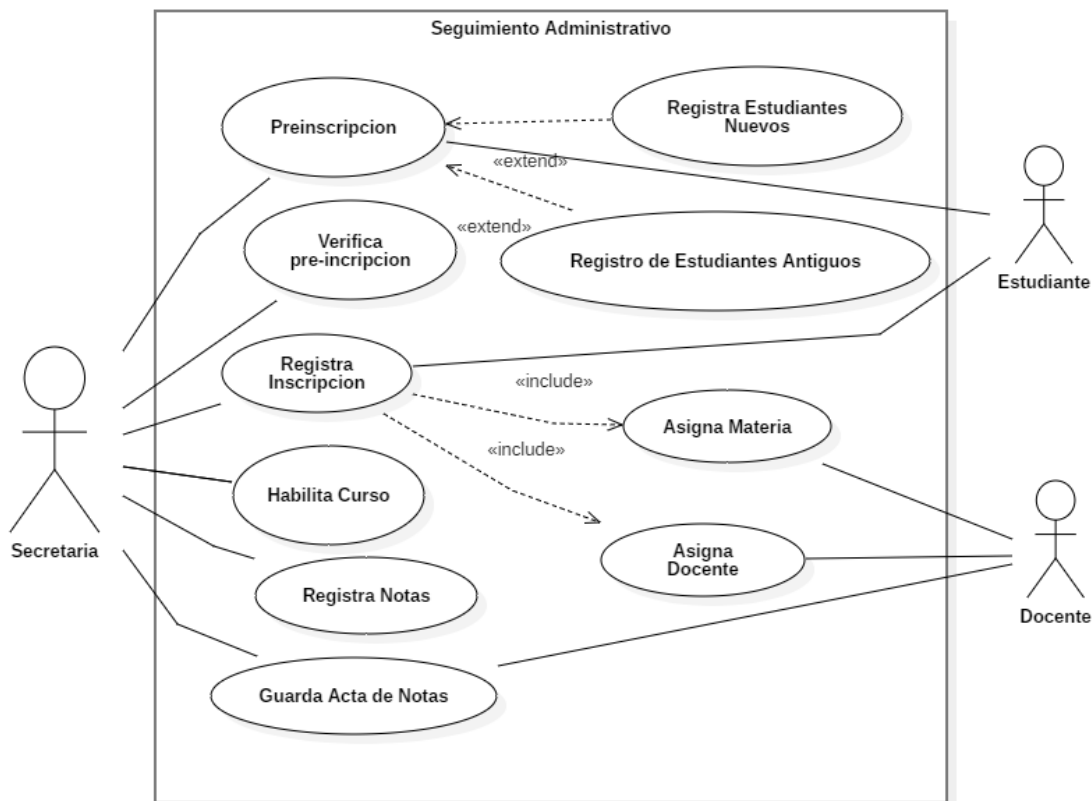 Seguimiento Administrativo
Preinscripcion
Registra Estudiantes
Nuevos
«extend»
Verifica
pre-incripcion
«extend»
Registro de Estudiantes Antiguos
Estudiante
Registra
Inscripcion
«include»
Asigna Materia
«include»
Habilita Curso
Secretaria
Asigna
Docente
Registra Notas
Docente
Guarda Acta de Notas